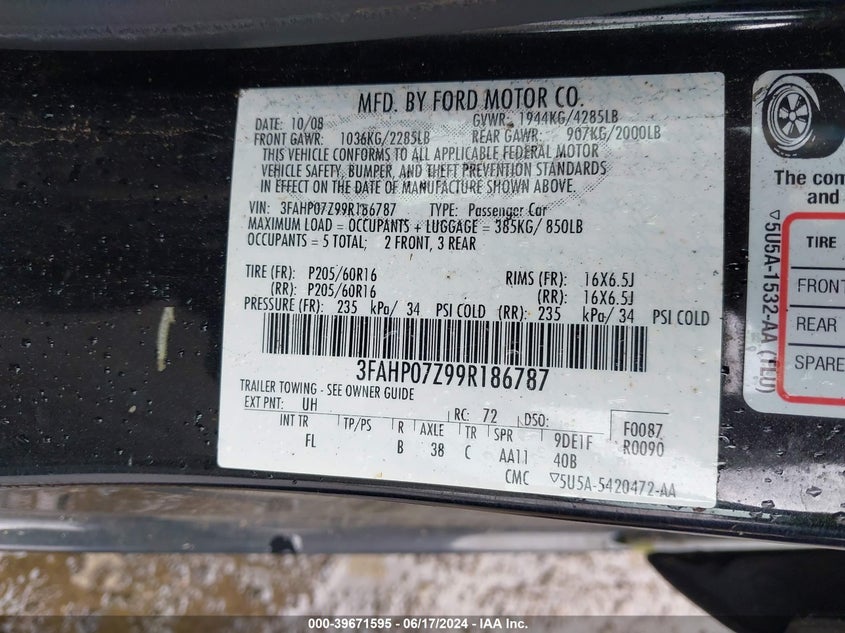 MFD. BY FORD MOTOR CO.
DATE: 10/08 GVWR: 1944KG/4285LB
FRONT GAWR: 1036KG/2285LB REAR GAWR: 907KG/2000LB
THIS VEHICLE CONFORMS TO ALL APPLICABLE FEDERAL MOTOR
VEHICLE SAFETY, BUMPER, AND THEFT PREVENTION STANDARDS
IN EFFECT ON THE DATE OF MANUFACTURE SHOWN ABOVE.
VIN: 3FAHP07Z99R186787 TYPE: Passenger Car
MAXIMUM LOAD = OCCUPANTS + LUGGAGE = 385KG/ 850LB
OCCUPANTS = 5 TOTAL; 2 FRONT, 3 REAR
TIRE (FR): P205/60R16 RIMS (FR): 16X6.5J
(RR): P205/60R16 (RR): 16X6.5J
PRESSURE (FR): 235 kPa/ 34 PSI COLD (RR): 235 kPa/ 34 PSI COLD
3FAHP07Z99R186787
TRAILER TOWING - SEE OWNER GUIDE
EXT PNT: UH RC: 72 DSO: F0087
INT TR TP/PS R AXLE TR SPR 9DE1F R0090
FL B 38 C AA11 40B
CMC ▽5U5A-5420472-AA
The com
and
▽5U5A-1532-AA (TEU)
TIRE
FRONT
REAR
SPARE
000-39671595 - 06/17/2024 - IAAI.com